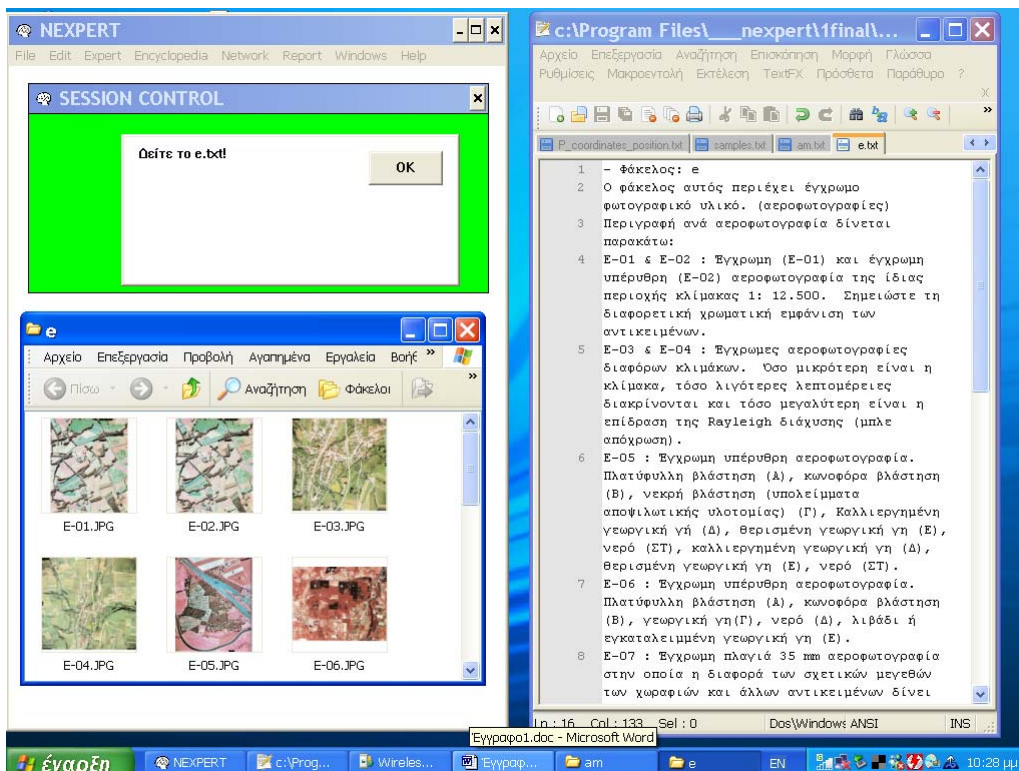 NEXPERT
File Edit Expert Encyclopedia Network Report Windows Help
SESSION CONTROL
Δείτε το e.txt!
OK
e
Αρχείο Επεξεργασία Προβολή Αγαπημένα Εργαλεία Βοήθ »
Πίσω Αναζήτηση Φάκελοι »
E-01.JPG E-02.JPG E-03.JPG
E-04.JPG E-05.JPG E-06.JPG
c:\Program Files\___nexpert\1final\...
Αρχείο Επεξεργασία Αναζήτηση Επισκόπηση Μορφή Γλώσσα
Ρυθμίσεις Μακροεντολή Εκτέλεση TextFX Πρόσθετα Παράθυρο ?
X
»
P_coordinates_position.txt samples.txt am.txt e.txt
1 - Φάκελος: e
2 Ο φάκελος αυτός περιέχει έγχρωμο
φωτογραφικό υλικό. (αεροφωτογραφίες)
3 Περιγραφή ανά αεροφωτογραφία δίνεται
παρακάτω:
4 E-01 & E-02 : Έγχρωμη (E-01) και έγχρωμη
υπέρυθρη (E-02) αεροφωτογραφία της ίδιας
περιοχής κλίμακας 1: 12.500. Σημειώστε τη
διαφορετική χρωματική εμφάνιση των
αντικειμένων.
5 E-03 & E-04 : Έγχρωμες αεροφωτογραφίες
διαφόρων κλιμάκων. Όσο μικρότερη είναι η
κλίμακα, τόσο λιγότερες λεπτομέρειες
διακρίνονται και τόσο μεγαλύτερη είναι η
επίδραση της Rayleigh διάχυσης (μπλε
απόχρωση).
6 E-05 : Έγχρωμη υπέρυθρη αεροφωτογραφία.
Πλατύφυλλη βλάστηση (Α), κωνοφόρα βλάστηση
(Β), νεκρή βλάστηση (υπολείμματα
αποψιλωτικής υλοτομίας) (Γ), Καλλιεργημένη
γεωργική γή (Δ), θερισμένη γεωργική γη (Ε),
νερό (ΣΤ), καλλιεργημένη γεωργική γη (Δ),
θερισμένη γεωργική γη (Ε), νερό (ΣΤ).
7 E-06 : Έγχρωμη υπέρυθρη αεροφωτογραφία.
Πλατύφυλλη βλάστηση (Α), κωνοφόρα βλάστηση
(Β), γεωργική γη(Γ), νερό (Δ), λιβάδι ή
εγκαταλειμμένη γεωργική γη (Ε).
8 E-07 : Έγχρωμη πλαγιά 35 mm αεροφωτογραφία
στην οποία η διαφορά των σχετικών μεγεθών
των χωραφιών και άλλων αντικειμένων δίνει
Ln : 16 Col : 133 Sel : 0 Dos\Windows ANSI INS
Έγγραφο1.doc - Microsoft Word
έναρξη NEXPERT c:\Prog... Wireles... Έγγραφ... am e EN 10:28 μμ